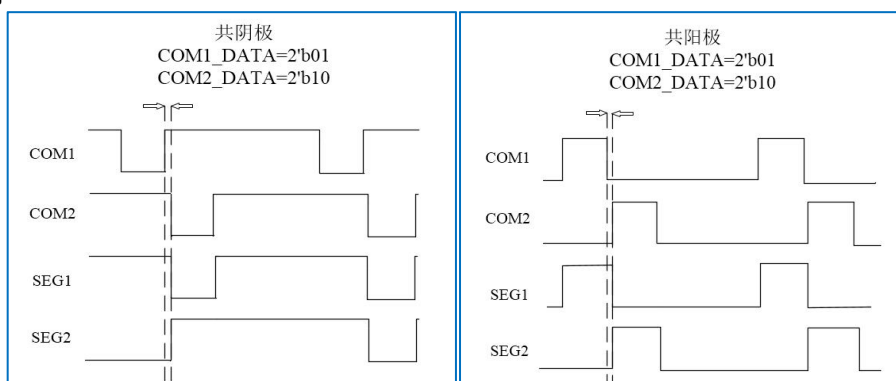 共阴极
COM1_DATA=2'b01
COM2_DATA=2'b10
COM1
COM2
SEG1
SEG2
共阳极
COM1_DATA=2'b01
COM2_DATA=2'b10
COM1
COM2
SEG1
SEG2